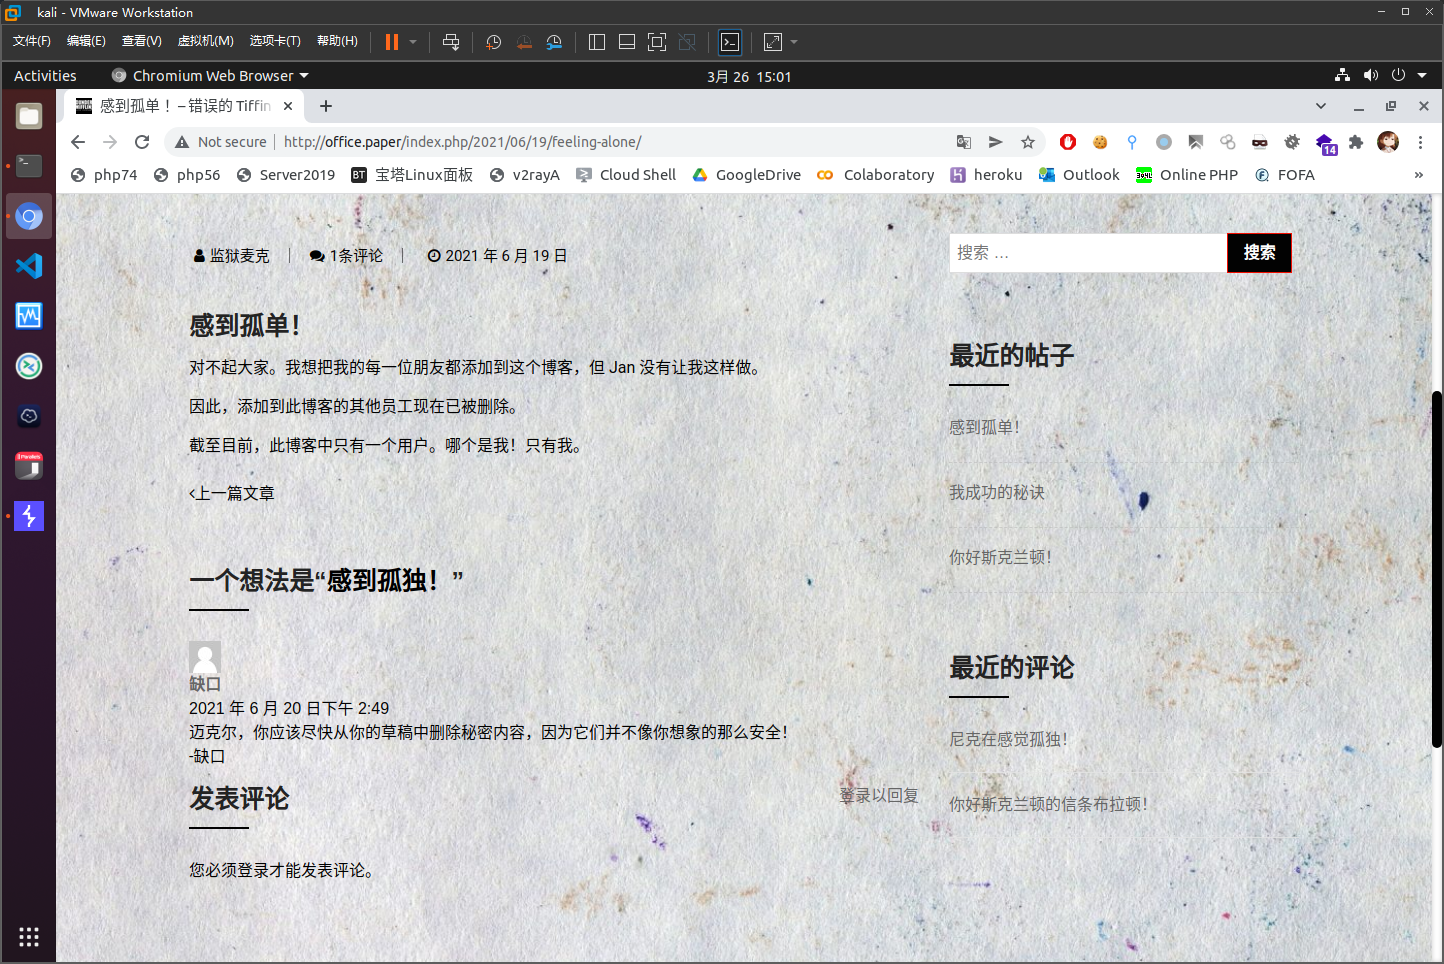 kali - VMware Workstation
文件(F) 编辑(E) 查看(V) 虚拟机(M) 选项卡(T) 帮助(H)
Activities Chromium Web Browser 3月 26 15:01
感到孤单！ – 错误的 Tiffin
Not secure http://office.paper/index.php/2021/06/19/feeling-alone/
14
php74 php56 Server2019 BT 宝塔Linux面板 v2rayA Cloud Shell GoogleDrive Colaboratory heroku Outlook Online PHP FOFA »
监狱麦克 1条评论 2021 年 6 月 19 日
感到孤单！
对不起大家。我想把我的每一位朋友都添加到这个博客，但 Jan 没有让我这样做。
因此，添加到此博客的其他员工现在已被删除。
截至目前，此博客中只有一个用户。哪个是我！只有我。
上一篇文章
一个想法是“感到孤独！”
缺口
2021 年 6 月 20 日下午 2:49
迈克尔，你应该尽快从你的草稿中删除秘密内容，因为它们并不像你想象的那么安全！
-缺口
登录以回复
发表评论
您必须登录才能发表评论。
搜索 …
搜索
最近的帖子
感到孤单！
我成功的秘诀
你好斯克兰顿！
最近的评论
尼克在感觉孤独！
你好斯克兰顿的信条布拉顿！